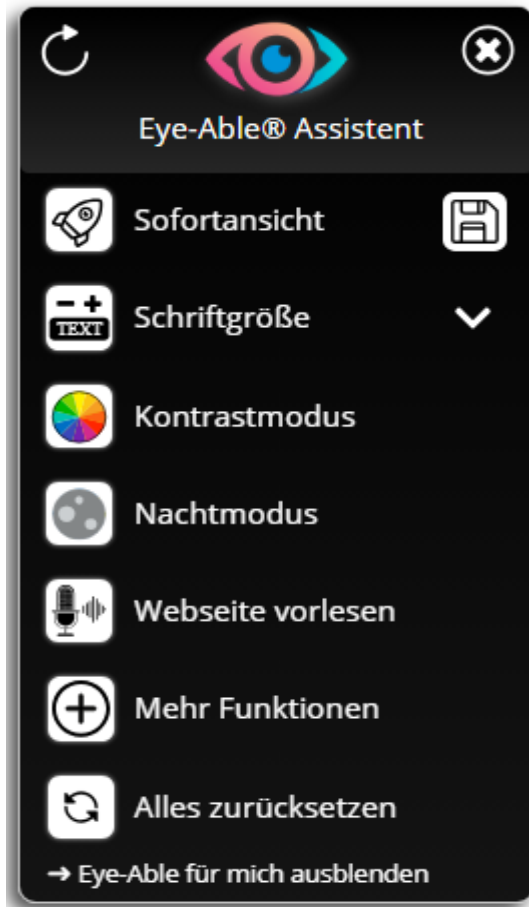 Eye-Able® Assistent
Sofortansicht
- +
TEXT
Schriftgröße
Kontrastmodus
Nachtmodus
Webseite vorlesen
Mehr Funktionen
Alles zurücksetzen
→ Eye-Able für mich ausblenden